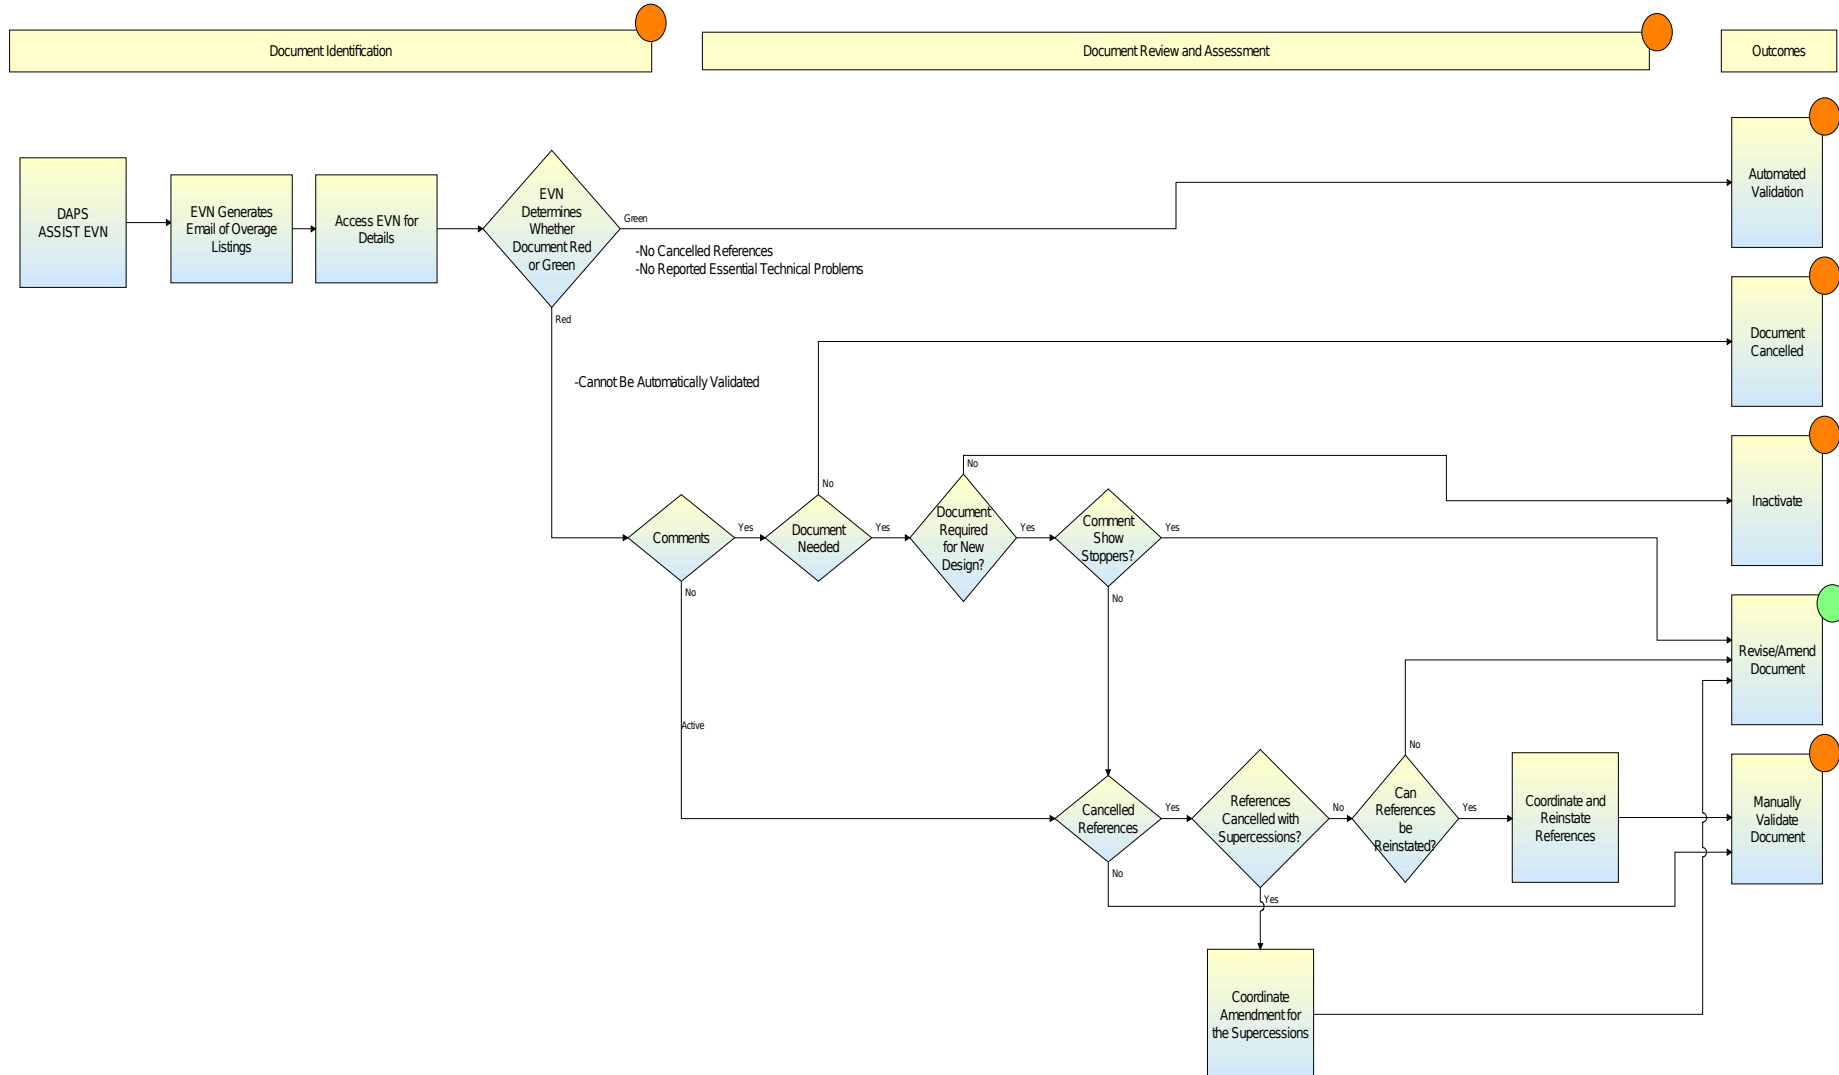 Document Identification
Document Review and Assessment
Outcomes
DAPS
ASSIST EVN
EVN Generates
Email of Overage
Listings
Access EVN for
Details
EVN
Determines
Whether
Document Red
or Green
Green
-No Cancelled References
-No Reported Essential Technical Problems
Red
-Cannot Be Automatically Validated
Automated
Validation
Document
Cancelled
Inactivate
Revise/Amend
Document
Manually
Validate
Document
Comments
Yes
No
Active
Document
Needed
No
Yes
Document
Required
for New
Design?
No
Yes
Comment
Show
Stoppers?
Yes
No
Cancelled
References
Yes
No
References
Cancelled with
Supercessions?
No
Yes
Can
References
be
Reinstated?
No
Yes
Coordinate and
Reinstate
References
Coordinate
Amendment for
the Supercessions